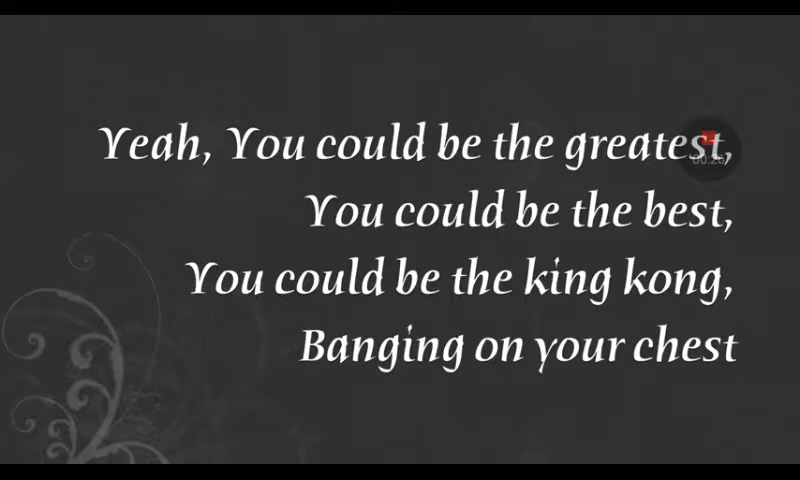 Yeah, You could be the greatest,
You could be the best,
You could be the king kong,
Banging on your chest